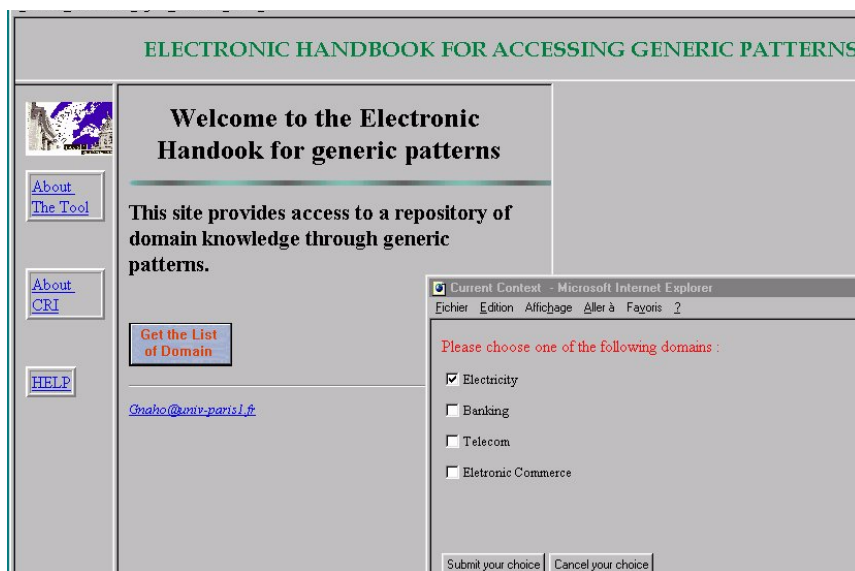 ELECTRONIC HANDBOOK FOR ACCESSING GENERIC PATTERNS
Welcome to the Electronic
Handook for generic patterns
About
The Tool
This site provides access to a repository of
domain knowledge through generic
patterns.
About
CRI
Get the List
of Domain
HELP
Gnaho@univ-paris1.fr
Current Context - Microsoft Internet Explorer
Fichier Edition Affichage Aller à Favoris ?
Please choose one of the following domains :
Electricity
Banking
Telecom
Eletronic Commerce
Submit your choice Cancel your choice